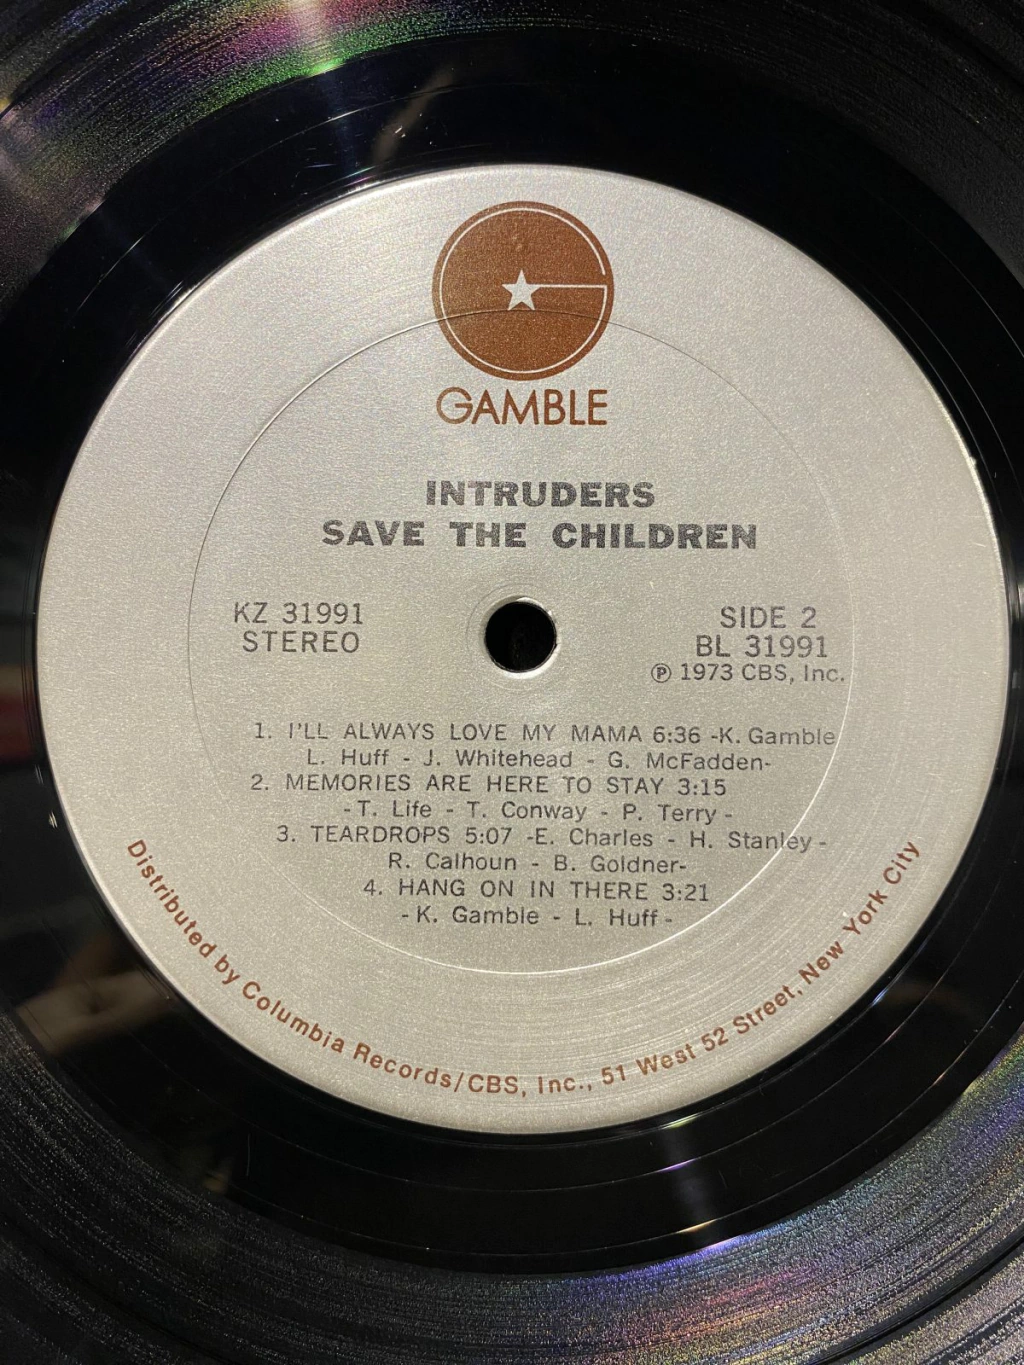 GAMBLE
INTRUDERS
SAVE THE CHILDREN
KZ 31991
STEREO
SIDE 2
BL 31991
℗ 1973 CBS, Inc.
1. I'LL ALWAYS LOVE MY MAMA 6:36 -K. Gamble
L. Huff - J. Whitehead - G. McFadden-
2. MEMORIES ARE HERE TO STAY 3:15
-T. Life - T. Conway - P. Terry-
3. TEARDROPS 5:07 -E. Charles - H. Stanley-
R. Calhoun - B. Goldner-
4. HANG ON IN THERE 3:21
-K. Gamble - L. Huff-
Distributed by Columbia Records/CBS, Inc., 51 West 52 Street, New York City